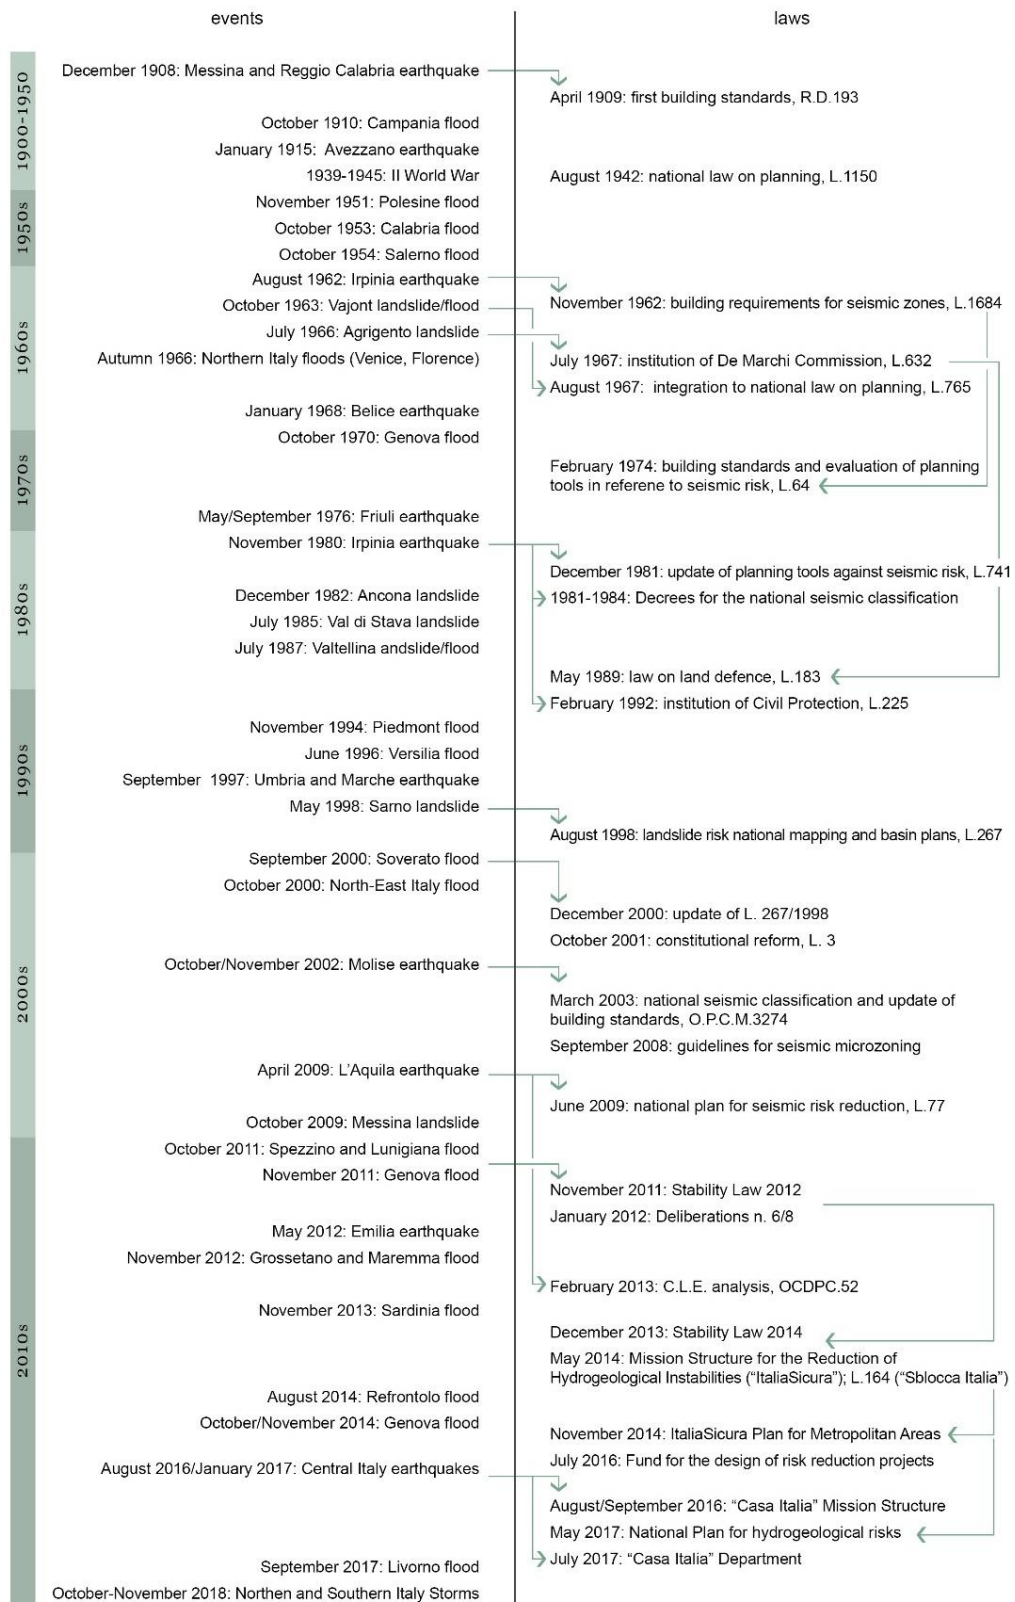 events
laws
1900-1950
December 1908: Messina and Reggio Calabria earthquake
April 1909: first building standards, R.D.193
October 1910: Campania flood
January 1915:  Avezzano earthquake
1939-1945: II World War
August 1942: national law on planning, L.1150
1950s
November 1951: Polesine flood
October 1953: Calabria flood
October 1954: Salerno flood
1960s
August 1962: Irpinia earthquake
November 1962: building requirements for seismic zones, L.1684
October 1963: Vajont landslide/flood
July 1966: Agrigento landslide
Autumn 1966: Northern Italy floods (Venice, Florence)
July 1967: institution of De Marchi Commission, L.632
August 1967:  integration to national law on planning, L.765
January 1968: Belice earthquake
October 1970: Genova flood
1970s
February 1974: building standards and evaluation of planning
tools in referene to seismic risk, L.64
May/September 1976: Friuli earthquake
1980s
November 1980: Irpinia earthquake
December 1981: update of planning tools against seismic risk, L.741
1981-1984: Decrees for the national seismic classification
December 1982: Ancona landslide
July 1985: Val di Stava landslide
July 1987: Valtellina andslide/flood
May 1989: law on land defence, L.183
1990s
February 1992: institution of Civil Protection, L.225
November 1994: Piedmont flood
June 1996: Versilia flood
September  1997: Umbria and Marche earthquake
May 1998: Sarno landslide
August 1998: landslide risk national mapping and basin plans, L.267
2000s
September 2000: Soverato flood
October 2000: North-East Italy flood
December 2000: update of L. 267/1998
October 2001: constitutional reform, L. 3
October/November 2002: Molise earthquake
March 2003: national seismic classification and update of
building standards, O.P.C.M.3274
September 2008: guidelines for seismic microzoning
April 2009: L'Aquila earthquake
June 2009: national plan for seismic risk reduction, L.77
October 2009: Messina landslide
2010s
October 2011: Spezzino and Lunigiana flood
November 2011: Genova flood
November 2011: Stability Law 2012
January 2012: Deliberations n. 6/8
May 2012: Emilia earthquake
November 2012: Grossetano and Maremma flood
February 2013: C.L.E. analysis, OCDPC.52
November 2013: Sardinia flood
December 2013: Stability Law 2014
May 2014: Mission Structure for the Reduction of
Hydrogeological Instabilities ("ItaliaSicura"); L.164 ("Sblocca Italia")
August 2014: Refrontolo flood
October/November 2014: Genova flood
November 2014: ItaliaSicura Plan for Metropolitan Areas
July 2016: Fund for the design of risk reduction projects
August 2016/January 2017: Central Italy earthquakes
August/September 2016: "Casa Italia" Mission Structure
May 2017: National Plan for hydrogeological risks
July 2017: "Casa Italia" Department
September 2017: Livorno flood
October-November 2018: Northen and Southern Italy Storms